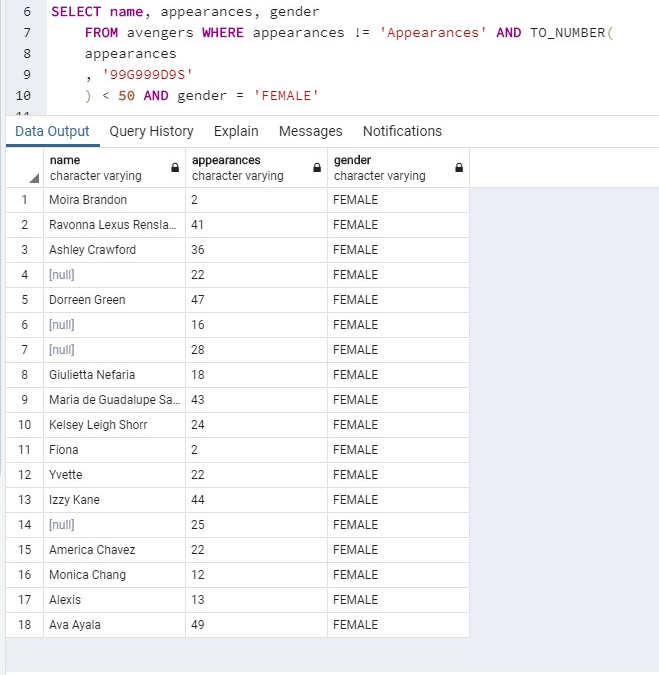 6 SELECT name, appearances, gender
7 FROM avengers WHERE appearances != 'Appearances' AND TO_NUMBER(
8 appearances
9 , '99G999D9S'
10 ) < 50 AND gender = 'FEMALE'
Data Output Query History Explain Messages Notifications
name appearances gender
character varying character varying character varying
1 Moira Brandon 2 FEMALE
2 Ravonna Lexus Rensla... 41 FEMALE
3 Ashley Crawford 36 FEMALE
4 [null] 22 FEMALE
5 Dorreen Green 47 FEMALE
6 [null] 16 FEMALE
7 [null] 28 FEMALE
8 Giulietta Nefaria 18 FEMALE
9 Maria de Guadalupe Sa... 43 FEMALE
10 Kelsey Leigh Shorr 24 FEMALE
11 Fiona 2 FEMALE
12 Yvette 22 FEMALE
13 Izzy Kane 44 FEMALE
14 [null] 25 FEMALE
15 America Chavez 22 FEMALE
16 Monica Chang 12 FEMALE
17 Alexis 13 FEMALE
18 Ava Ayala 49 FEMALE